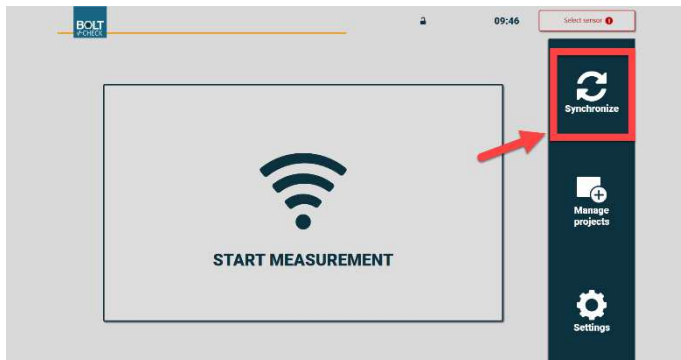 BOLT
✓CHECK
09:46
Select sensor
Synchronize
START MEASUREMENT
Manage
projects
Settings